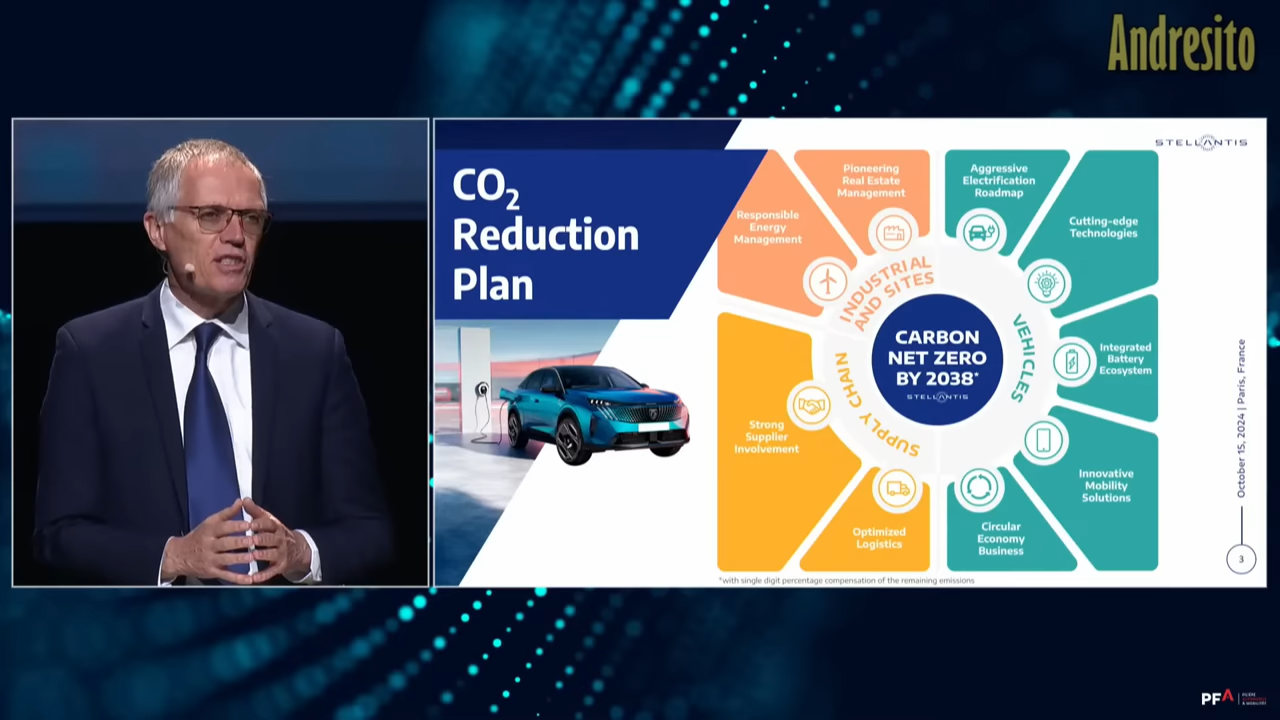 Andresito
STELLANTIS
CO2
Reduction
Plan
Responsible
Energy
Management
Pioneering
Real Estate
Management
Aggressive
Electrification
Roadmap
Cutting-edge
Technologies
Integrated
Battery
Ecosystem
Innovative
Mobility
Solutions
Circular
Economy
Business
Optimized
Logistics
Strong
Supplier
Involvement
INDUSTRIAL
AND SITES
VEHICLES
SUPPLY CHAIN
CARBON
NET ZERO
BY 2038*
STELLANTIS
October 15, 2024 | Paris, France
3
*with single digit percentage compensation of the remaining emissions
PFA